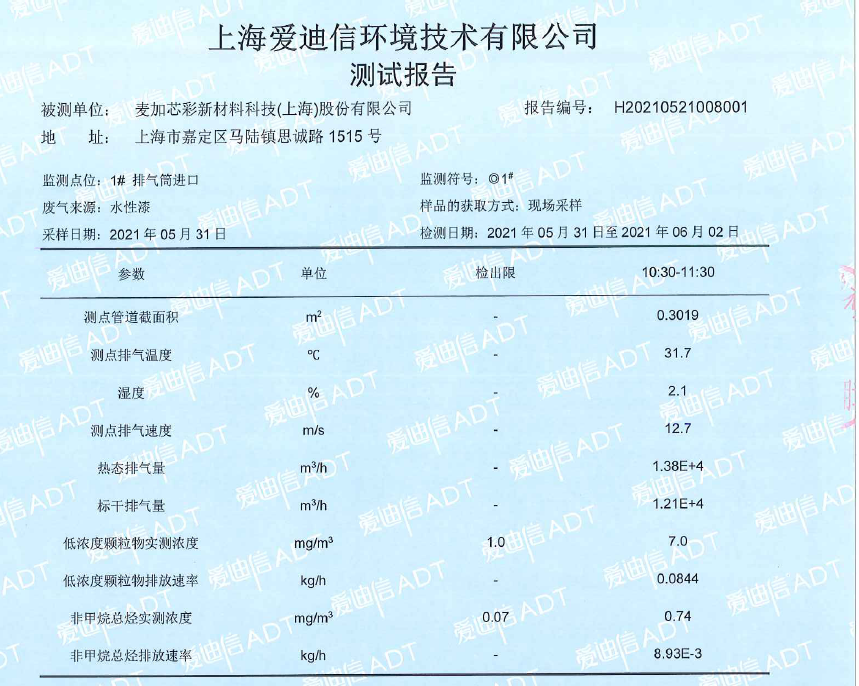 上海爱迪信环境技术有限公司
测试报告
被测单位： 麦加芯彩新材料科技(上海)股份有限公司 报告编号： H20210521008001
地 址： 上海市嘉定区马陆镇思诚路 1515 号
监测点位：1# 排气筒进口 监测符号：◎1#
废气来源：水性漆 样品的获取方式：现场采样
采样日期：2021 年 05 月 31 日 检测日期：2021 年 05 月 31 日至 2021 年 06 月 02 日
参数 单位 检出限 10:30-11:30
测点管道截面积 m² - 0.3019
测点排气温度 ℃ - 31.7
湿度 % - 2.1
测点排气速度 m/s - 12.7
热态排气量 m³/h - 1.38E+4
标干排气量 m³/h - 1.21E+4
低浓度颗粒物实测浓度 mg/m³ 1.0 7.0
低浓度颗粒物排放速率 kg/h - 0.0844
非甲烷总烃实测浓度 mg/m³ 0.07 0.74
非甲烷总烃排放速率 kg/h - 8.93E-3
爱迪信ADT